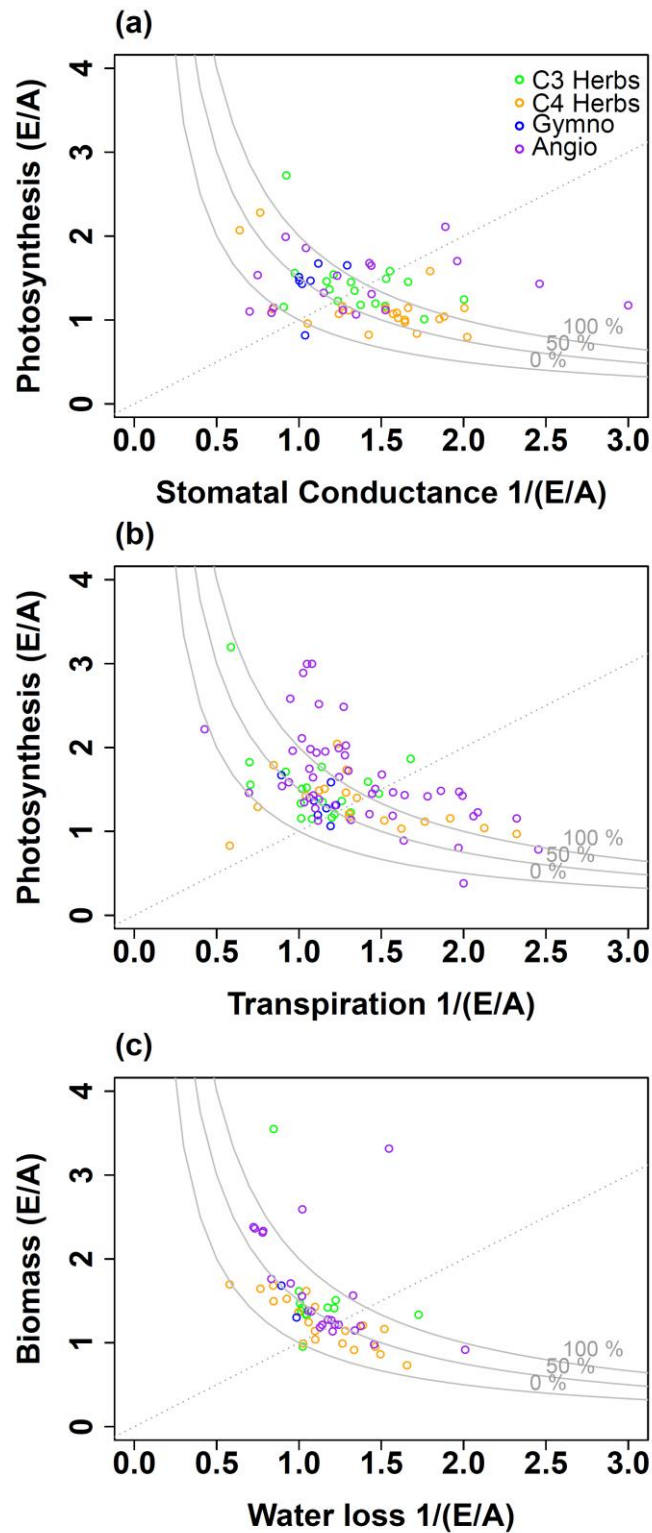 (a)
4
3
2
1
0
Photosynthesis (E/A)
C3 Herbs
C4 Herbs
Gymno
Angio
100 %
50 %
0 %
0.0 0.5 1.0 1.5 2.0 2.5 3.0
Stomatal Conductance 1/(E/A)
(b)
4
3
2
1
0
Photosynthesis (E/A)
100 %
50 %
0 %
0.0 0.5 1.0 1.5 2.0 2.5 3.0
Transpiration 1/(E/A)
(c)
4
3
2
1
0
Biomass (E/A)
100 %
50 %
0 %
0.0 0.5 1.0 1.5 2.0 2.5 3.0
Water loss 1/(E/A)